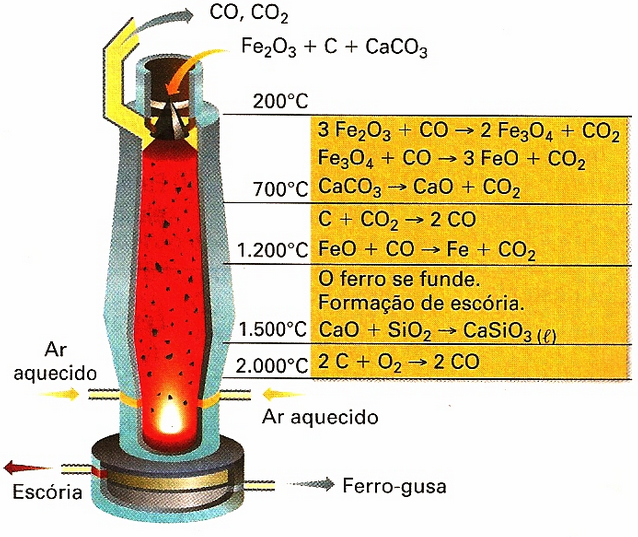 CO, CO₂
Fe₂O₃ + C + CaCO₃
200°C
3 Fe₂O₃ + CO → 2 Fe₃O₄ + CO₂
Fe₃O₄ + CO → 3 FeO + CO₂
700°C CaCO₃ → CaO + CO₂
C + CO₂ → 2 CO
1.200°C FeO + CO → Fe + CO₂
O ferro se funde.
Formação de escória.
1.500°C CaO + SiO₂ → CaSiO₃ (ℓ)
2.000°C 2 C + O₂ → 2 CO
Ar
aquecido
Ar aquecido
Escória
Ferro-gusa